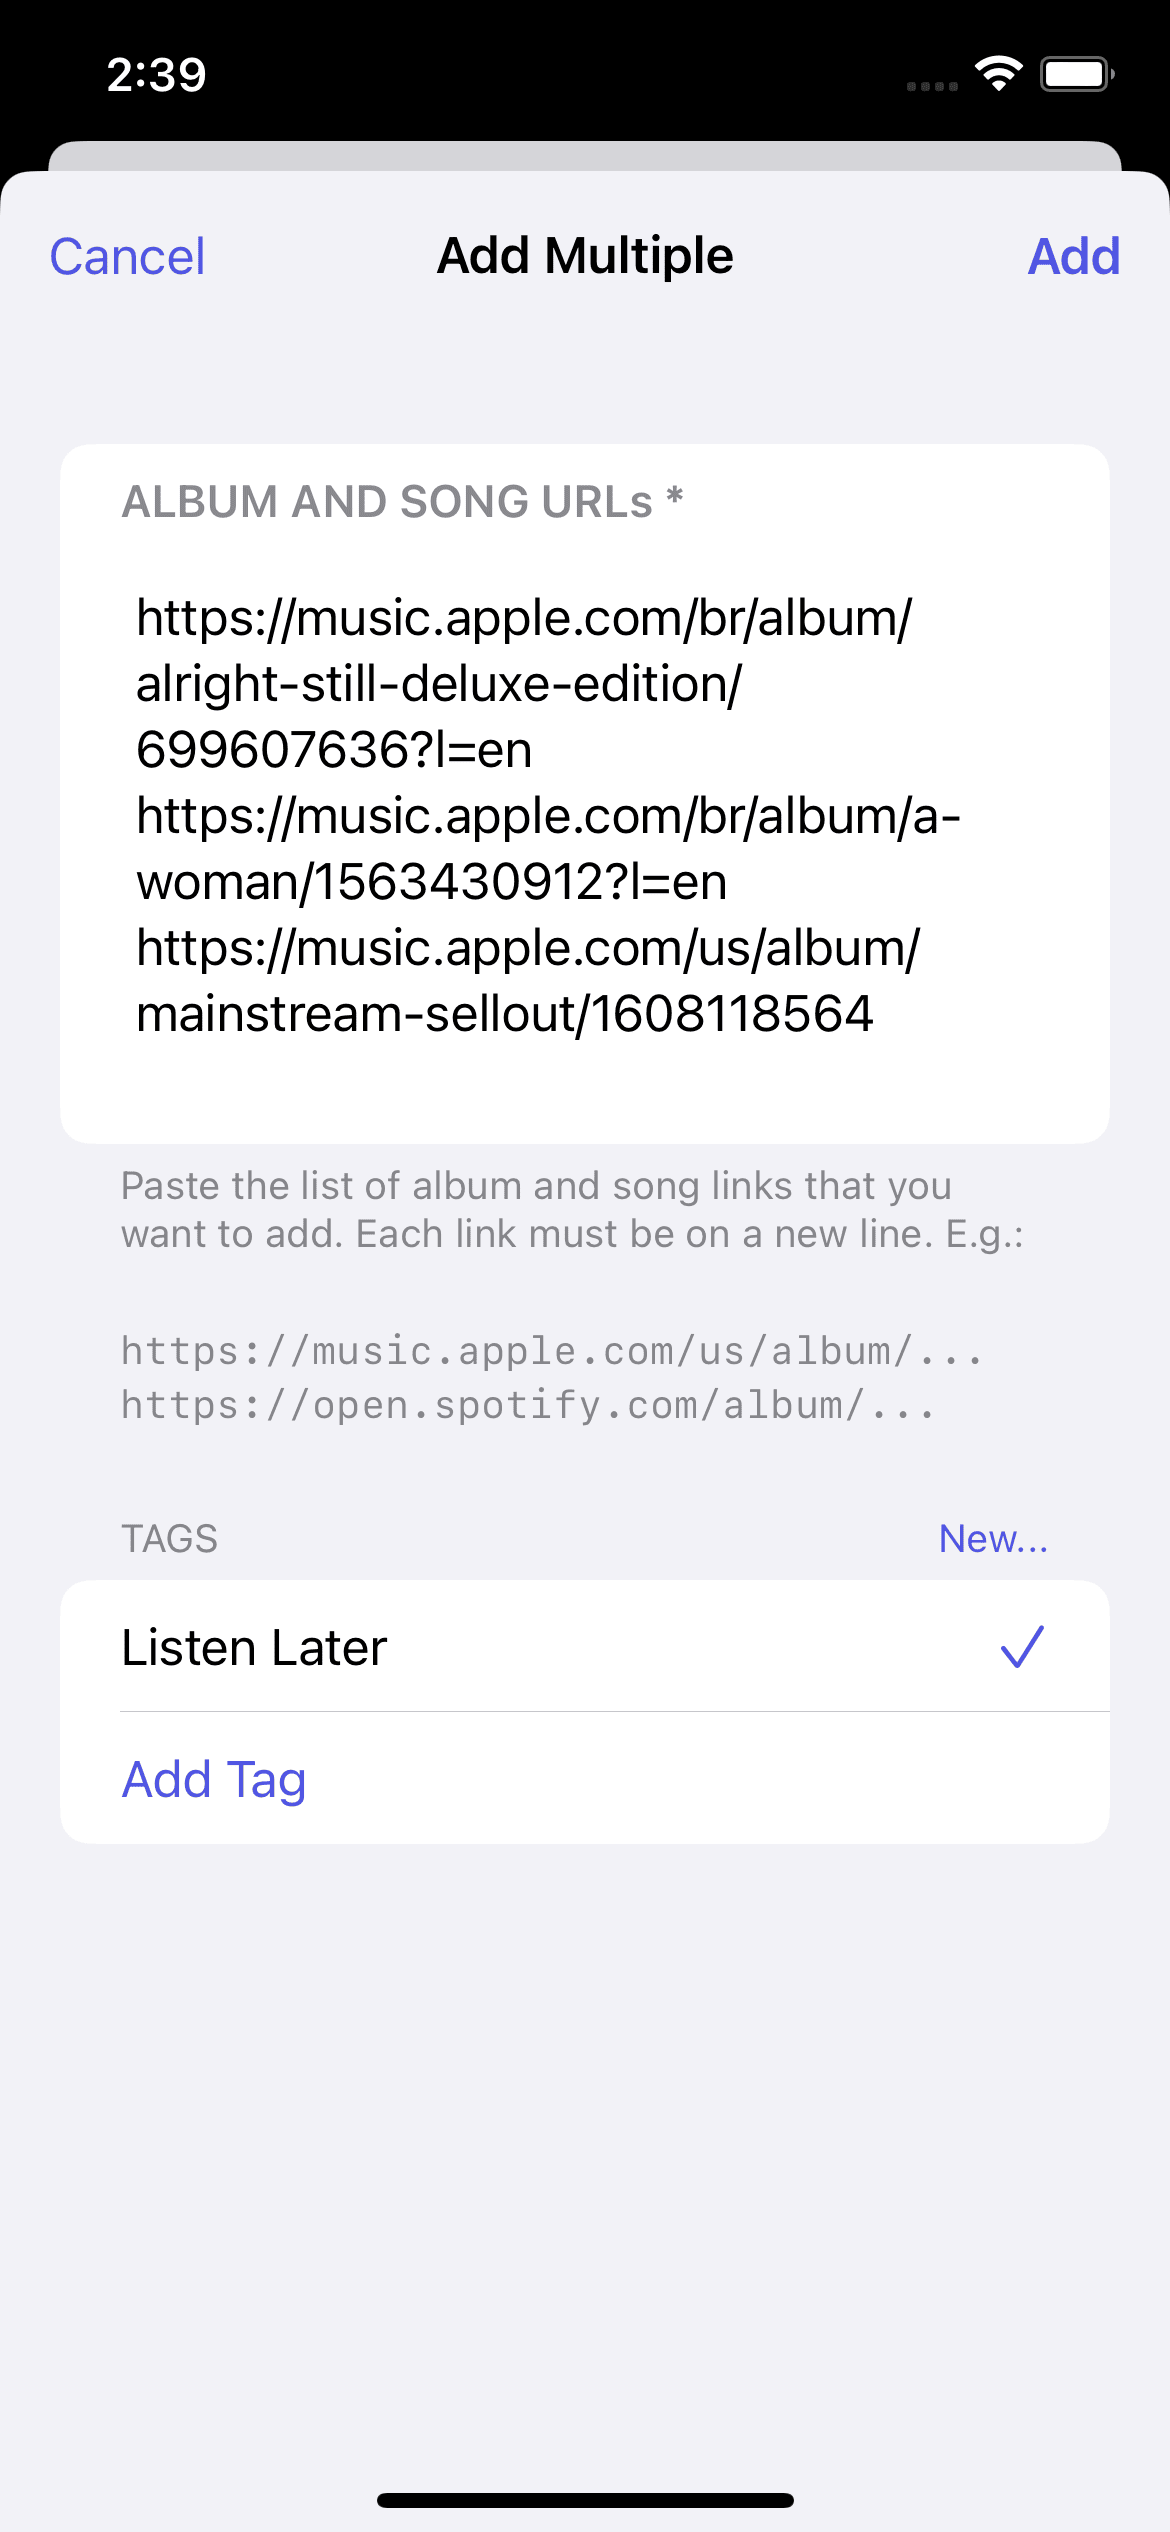 2:39
Cancel
Add Multiple
Add
ALBUM AND SONG URLs *
https://music.apple.com/br/album/
alright-still-deluxe-edition/
699607636?l=en
https://music.apple.com/br/album/a-
woman/1563430912?l=en
https://music.apple.com/us/album/
mainstream-sellout/1608118564
Paste the list of album and song links that you
want to add. Each link must be on a new line. E.g.:
https://music.apple.com/us/album/...
https://open.spotify.com/album/...
TAGS
New...
Listen Later
Add Tag